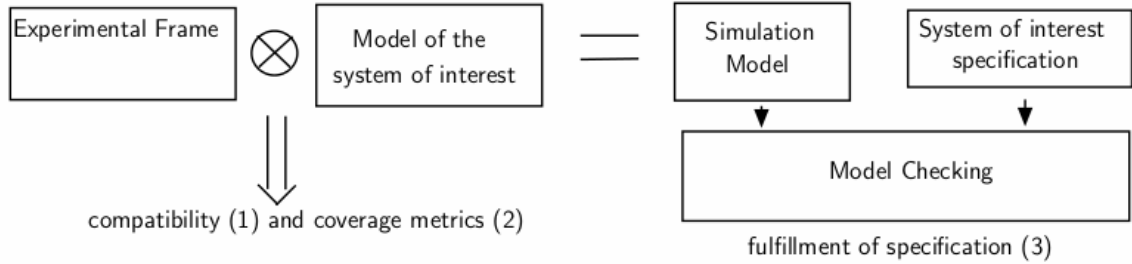 Experimental Frame
Model of the
system of interest
Simulation
Model
System of interest
specification
Model Checking
compatibility (1) and coverage metrics (2)
fulfillment of specification (3)